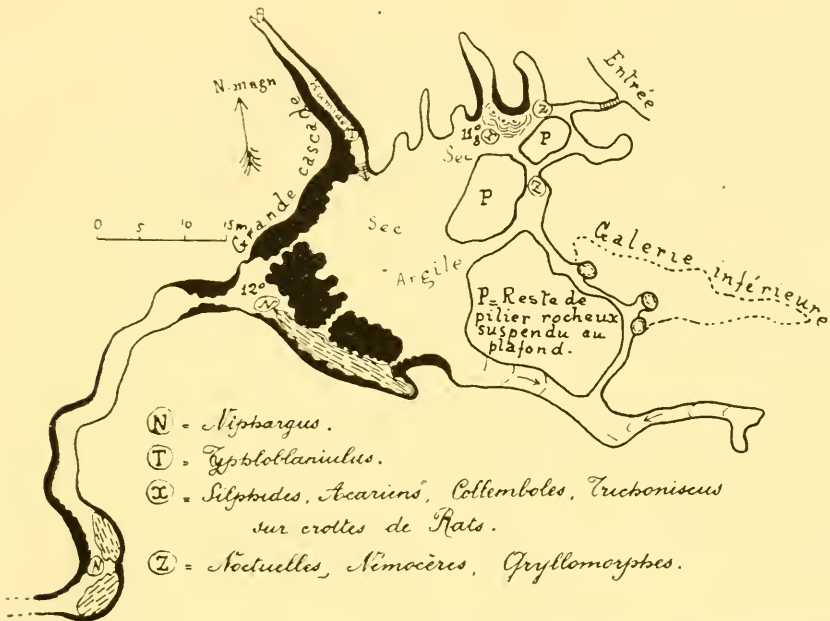 Entrée
N. magn
Humide
T
Z
11°8
x
P
Sec
Z
P
Grande cascade
Sec
0 5 10 15m
Galerie inférieure
Argile
12°
N
P = Reste de
pilier rocheux
suspendu au
plafond.
N = Niphargus.
T = Typhloblaniulus.
x = Silphides, Acariens, Collemboles, Trichoniscus
sur crottes de Rats.
N
Z = Noctuelles, Némocères, Gryllomorphes.